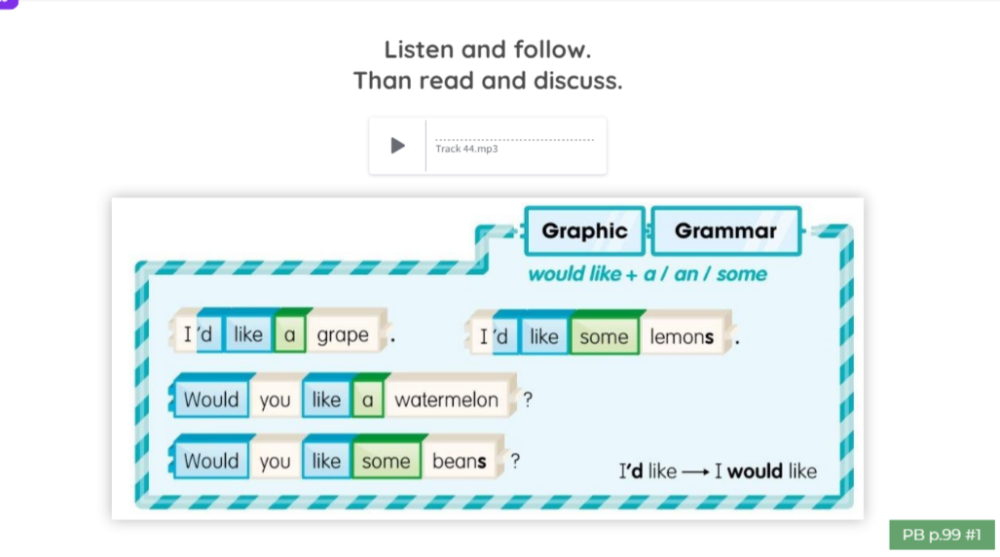 Listen and follow.
Than read and discuss.
Track 44.mp3
Graphic Grammar
would like + a / an / some
I'd like a grape .
I'd like some lemons .
Would you like a watermelon ?
Would you like some beans ?
I'd like → I would like
PB p.99 #1